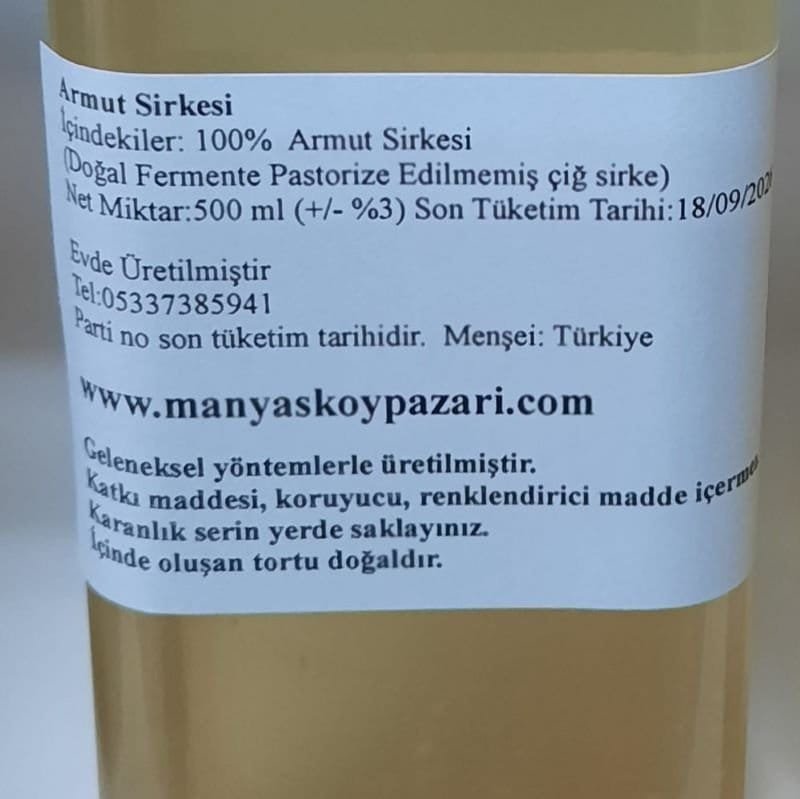 Armut Sirkesi
İçindekiler: 100% Armut Sirkesi
(Doğal Fermente Pastorize Edilmemiş çiğ sirke)
Net Miktar:500 ml (+/- %3) Son Tüketim Tarihi:18/09/202
Evde Üretilmiştir
Tel:05337385941
Parti no son tüketim tarihidir. Menşei: Türkiye
www.manyaskoypazari.com
Geleneksel yöntemlerle üretilmiştir.
Katkı maddesi, koruyucu, renklendirici madde içerme
Karanlık serin yerde saklayınız.
İçinde oluşan tortu doğaldır.